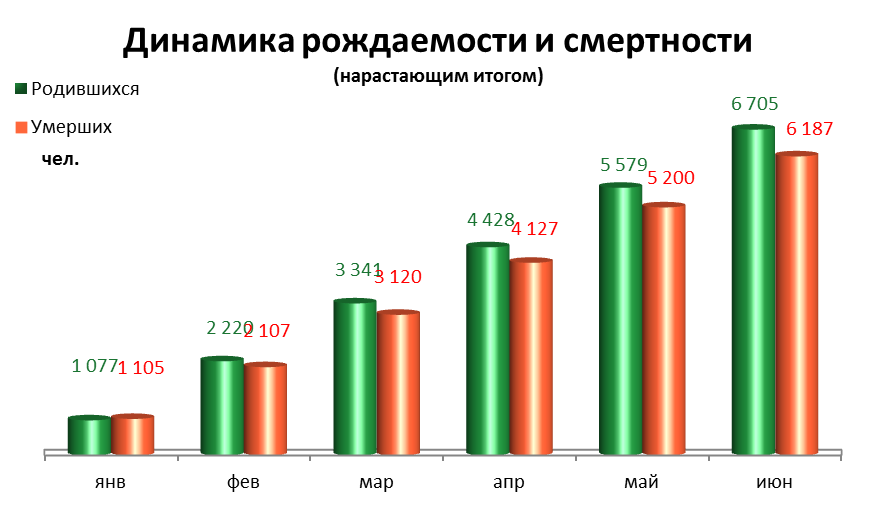 Динамика рождаемости и смертности
(нарастающим итогом)
Родившихся
Умерших
чел.
1 077 1 105
2 220 2 107
3 341 3 120
4 428 4 127
5 579 5 200
6 705 6 187
янв фев мар апр май июн